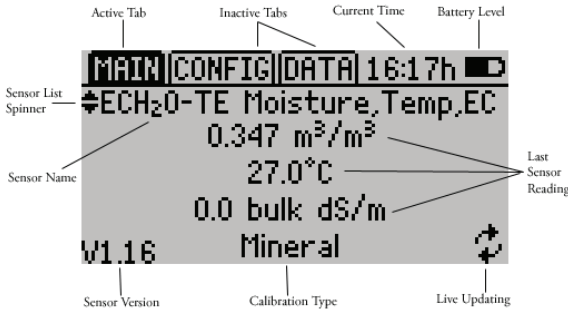 Active Tab
Inactive Tabs
Current Time
Battery Level
MAIN CONFIG DATA 16:17h
Sensor List
Spinner
ECH₂O-TE Moisture,Temp,EC
0.347 m³/m³
Sensor Name
27.0°C
Last
Sensor
Reading
0.0 bulk dS/m
V1.16
Mineral
Sensor Version
Calibration Type
Live Updating